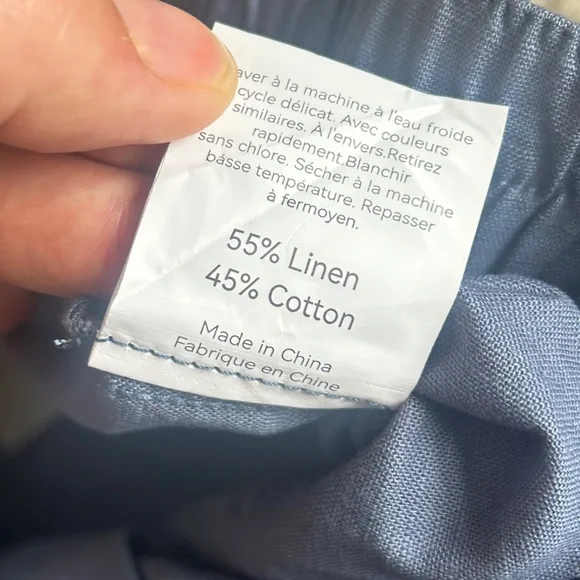 aver à la machine à l'eau froide
cycle délicat. Avec couleurs
similaires. À l'envers.Retirez
rapidement.Blanchir
sans chlore. Sécher à la machine
básse température. Repasser
à fermoyen.
55% Linen
45% Cotton
Made in China
Fabrique en Chine